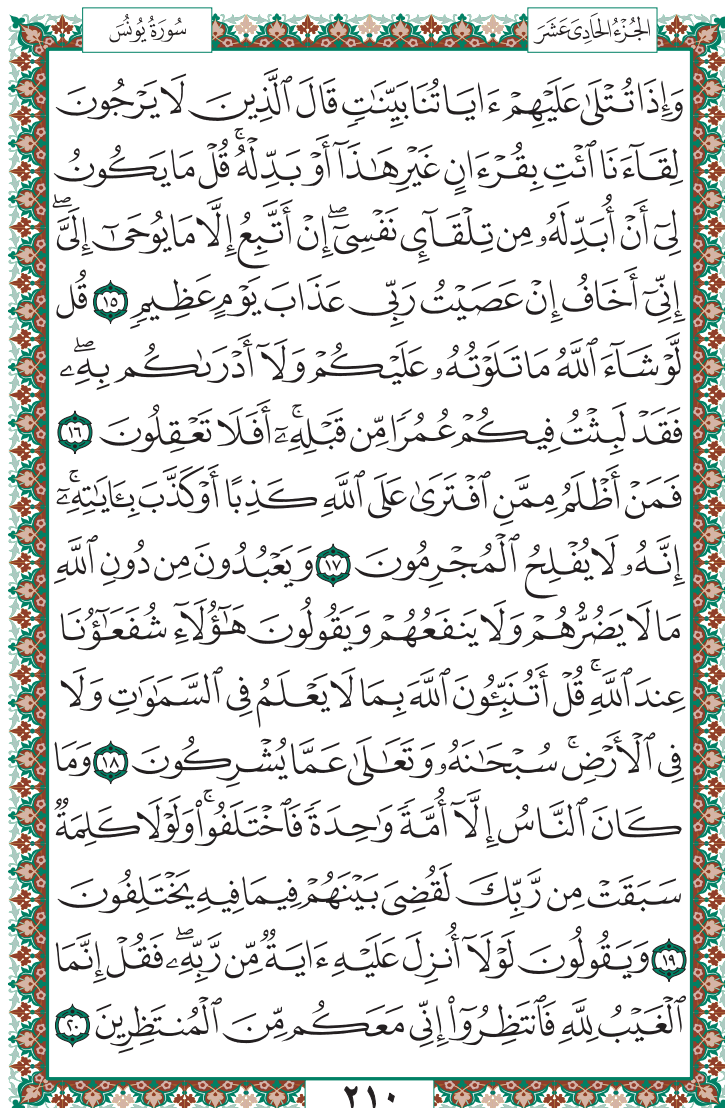 الجُزْءُ الحَادِىَ عَشَرَ
سُورَةُ يُونُسَ
وَإِذَا تُتْلَىٰ عَلَيْهِمْ ءَايَاتُنَا بَيِّنَـٰتٍ قَالَ ٱلَّذِينَ لَا يَرْجُونَ
لِقَآءَنَا ٱئْتِ بِقُرْءَانٍ غَيْرِ هَـٰذَآ أَوْ بَدِّلْهُ ۚ قُلْ مَا يَكُونُ
لِىٓ أَنْ أُبَدِّلَهُۥ مِن تِلْقَآئِ نَفْسِىٓ ۖ إِنْ أَتَّبِعُ إِلَّا مَا يُوحَىٰٓ إِلَىَّ ۖ
إِنِّىٓ أَخَافُ إِنْ عَصَيْتُ رَبِّى عَذَابَ يَوْمٍ عَظِيمٍ ١٥ قُل
لَّوْ شَآءَ ٱللَّهُ مَا تَلَوْتُهُۥ عَلَيْكُمْ وَلَآ أَدْرَىٰكُم بِهِۦ ۖ
فَقَدْ لَبِثْتُ فِيكُمْ عُمُرًا مِّن قَبْلِهِۦٓ ۚ أَفَلَا تَعْقِلُونَ ١٦
فَمَنْ أَظْلَمُ مِمَّنِ ٱفْتَرَىٰ عَلَى ٱللَّهِ كَذِبًا أَوْ كَذَّبَ بِـَٔايَـٰتِهِۦٓ ۚ
إِنَّهُۥ لَا يُفْلِحُ ٱلْمُجْرِمُونَ ١٧ وَيَعْبُدُونَ مِن دُونِ ٱللَّهِ
مَا لَا يَضُرُّهُمْ وَلَا يَنفَعُهُمْ وَيَقُولُونَ هَـٰٓؤُلَآءِ شُفَعَـٰٓؤُنَا
عِندَ ٱللَّهِ ۚ قُلْ أَتُنَبِّـُٔونَ ٱللَّهَ بِمَا لَا يَعْلَمُ فِى ٱلسَّمَـٰوَٰتِ وَلَا
فِى ٱلْأَرْضِ ۚ سُبْحَـٰنَهُۥ وَتَعَـٰلَىٰ عَمَّا يُشْرِكُونَ ١٨ وَمَا
كَانَ ٱلنَّاسُ إِلَّآ أُمَّةً وَٰحِدَةً فَٱخْتَلَفُوا۟ ۚ وَلَوْلَا كَلِمَةٌ
سَبَقَتْ مِن رَّبِّكَ لَقُضِىَ بَيْنَهُمْ فِيمَا فِيهِ يَخْتَلِفُونَ
١٩ وَيَقُولُونَ لَوْلَآ أُنزِلَ عَلَيْهِ ءَايَةٌ مِّن رَّبِّهِۦ ۖ فَقُلْ إِنَّمَا
ٱلْغَيْبُ لِلَّهِ فَٱنتَظِرُوٓا۟ إِنِّى مَعَكُم مِّنَ ٱلْمُنتَظِرِينَ ٢٠
٢١٠